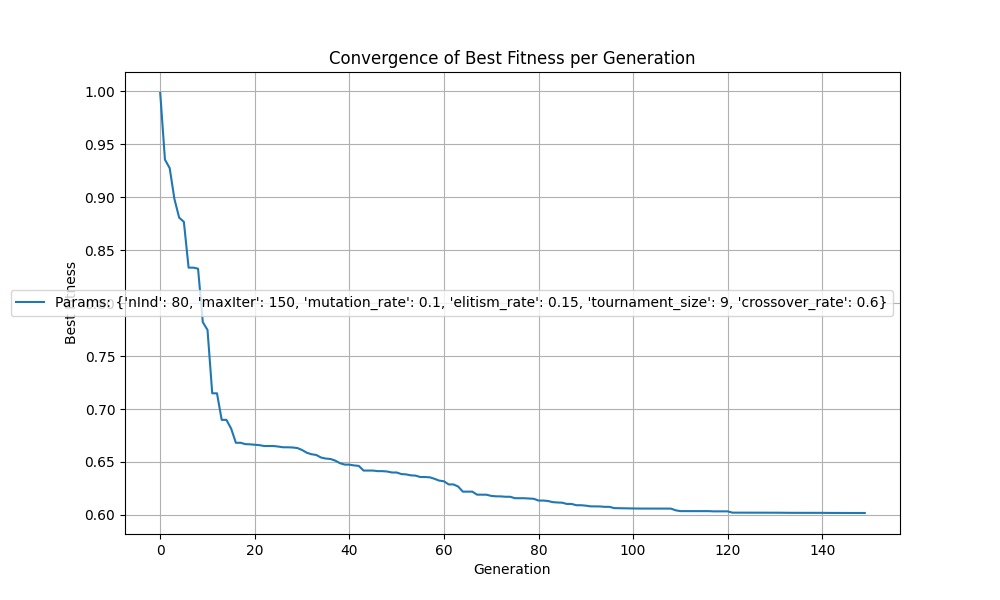 Convergence of Best Fitness per Generation
1.00
0.95
0.90
0.85
Params: {'nInd': 80, 'maxIter': 150, 'mutation_rate': 0.1, 'elitism_rate': 0.15, 'tournament_size': 9, 'crossover_rate': 0.6}
0.75
0.70
0.65
0.60
0 20 40 60 80 100 120 140
Generation